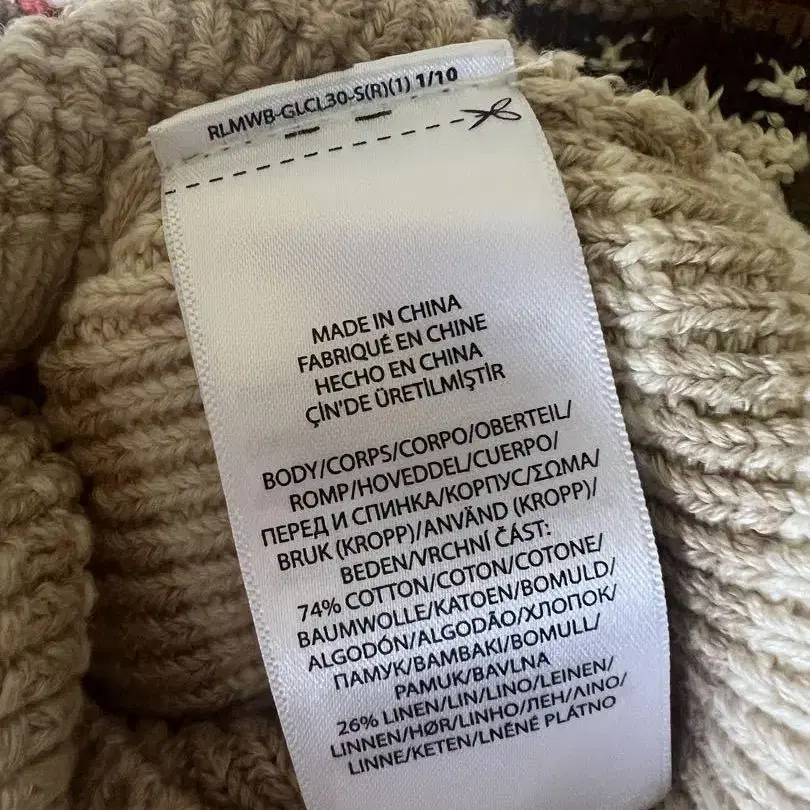 RLMWB-GLCL30-S(R)(1) 1/10
MADE IN CHINA
FABRIQUÉ EN CHINE
HECHO EN CHINA
ÇİN'DE ÜRETİLMİŞTİR
BODY/CORPS/CORPO/OBERTEIL/
ROMP/HOVEDDEL/CUERPO/
ПЕРЕД И СПИНКА/КОРПУС/ΣΩΜΑ/
BRUK (KROPP)/ANVÄND (KROPP)/
BEDEN/VRCHNÍ ČÁST:
74% COTTON/COTON/COTONE/
BAUMWOLLE/KATOEN/BOMULD/
ALGODÓN/ALGODÃO/ХЛОПОК/
ПАМУК/ΒΑΜΒΑΚΙ/BOMULL/
PAMUK/BAVLNA
26% LINEN/LIN/LINO/LEINEN/
LINNEN/HØR/LINHO/ЛЕН/ΛΙΝΟ/
LINNE/KETEN/LNĚNÉ PLÁTNO